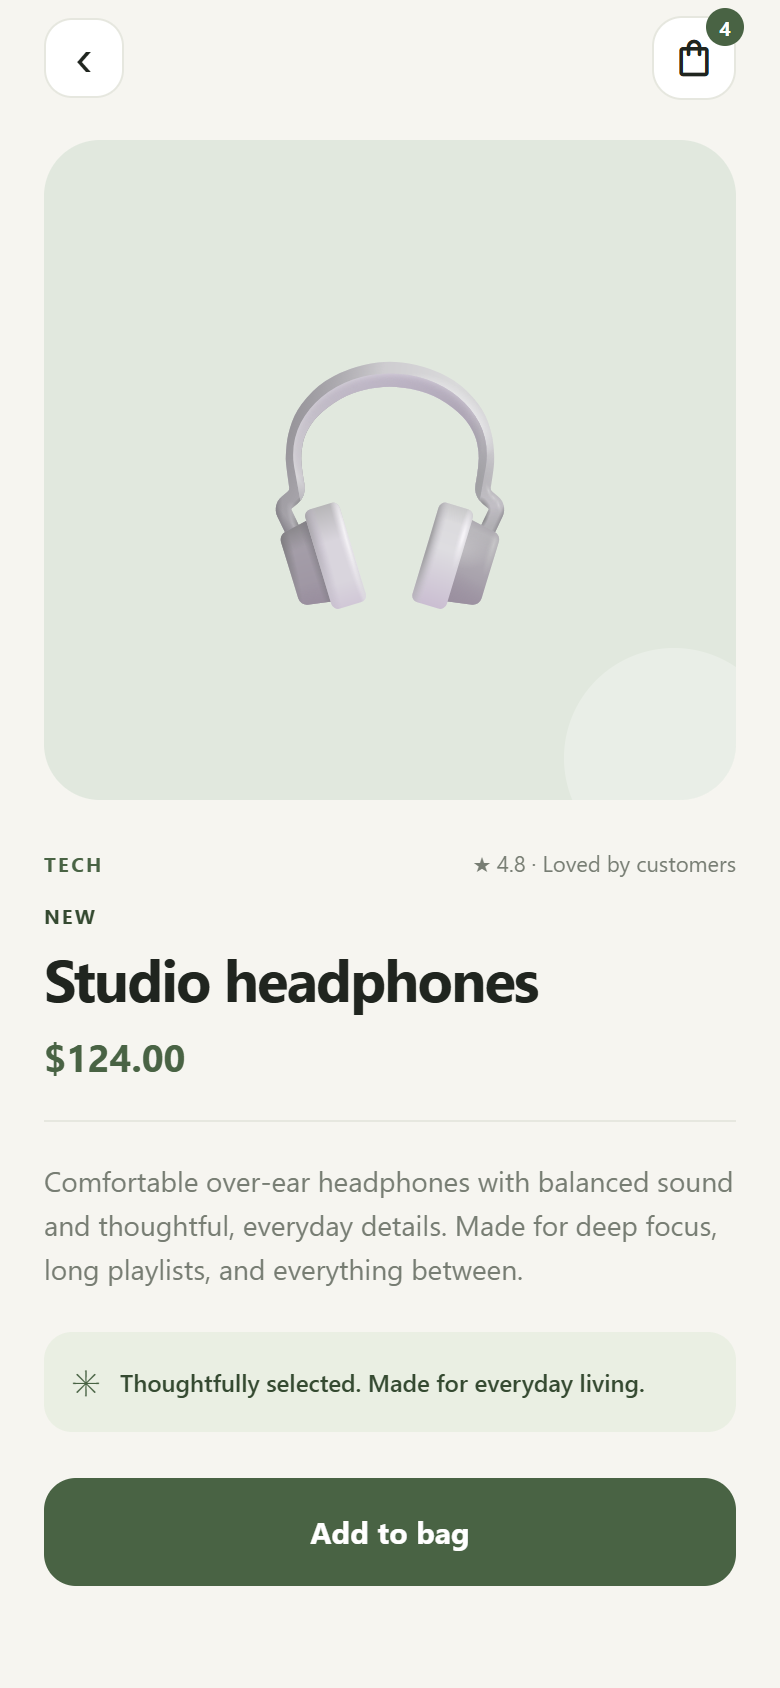 ‹
4
TECH
★ 4.8 · Loved by customers
NEW
Studio headphones
$124.00
Comfortable over-ear headphones with balanced sound
and thoughtful, everyday details. Made for deep focus,
long playlists, and everything between.
✳ Thoughtfully selected. Made for everyday living.
Add to bag